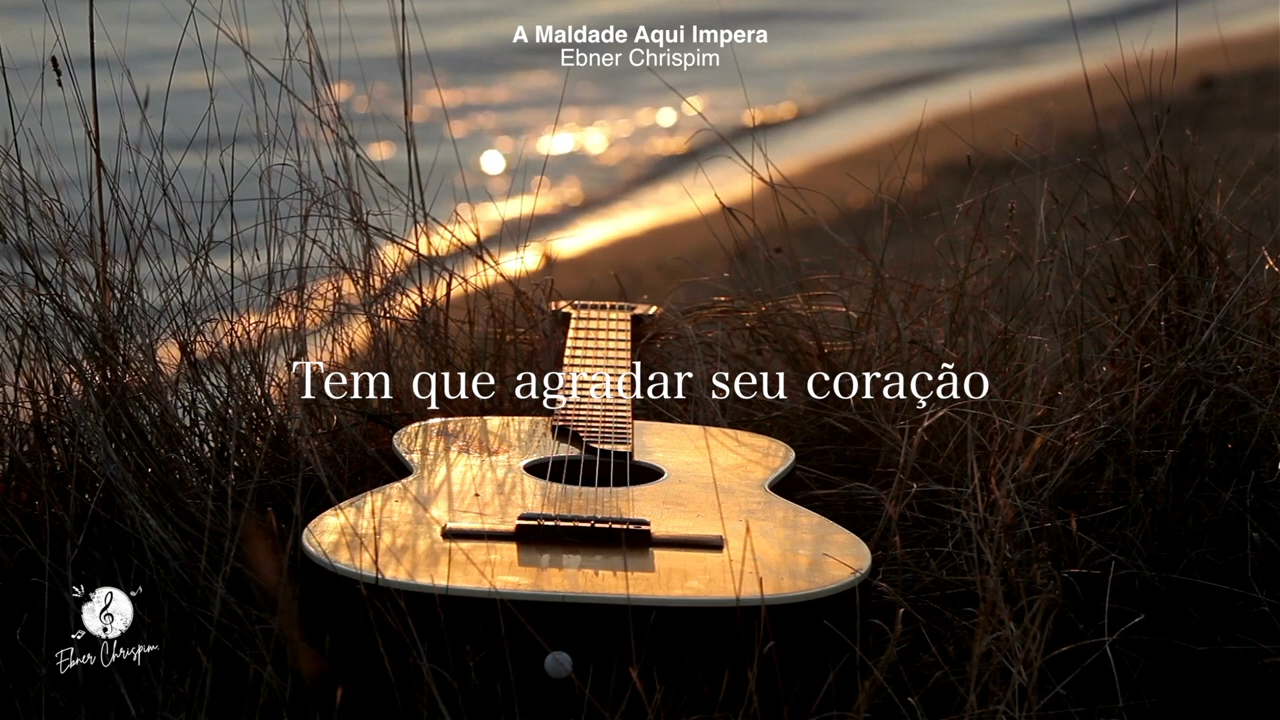 A Maldade Aqui Impera
Ebner Chrispim
Tem que agradar seu coração
Ebner Chrispim